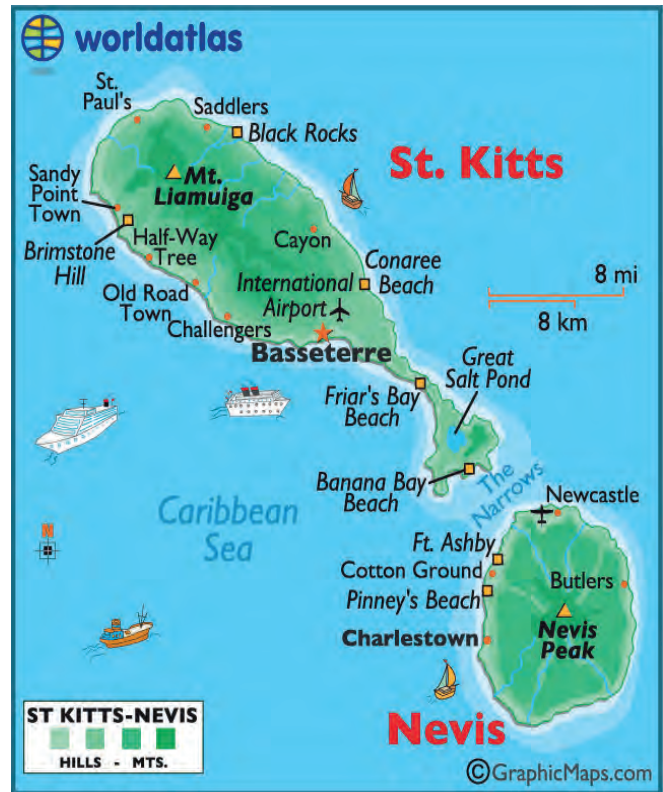 worldatlas
St.
Paul's
Saddlers
Black Rocks
St. Kitts
Mt.
Liamuiga
Sandy
Point
Town
Brimstone
Hill
Half-Way
Tree
Cayon
Conaree
Beach
International
Airport
8 mi
8 km
Old Road
Town
Challengers
Basseterre
Great
Salt Pond
Friar's Bay
Beach
Banana Bay
Beach
The
Narrows
Caribbean
Sea
N
Newcastle
Ft. Ashby
Cotton Ground
Butlers
Pinney's Beach
Charlestown
Nevis
Peak
Nevis
ST KITTS-NEVIS
HILLS - MTS.
©GraphicMaps.com